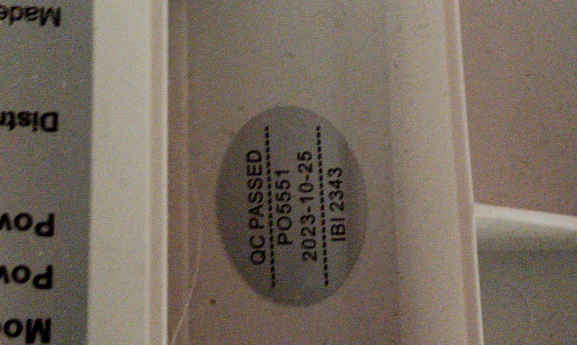 QC PASSED
PO5551
2023-10-25
IBI 2343
Mo
Pow
Pow
Distr
Made